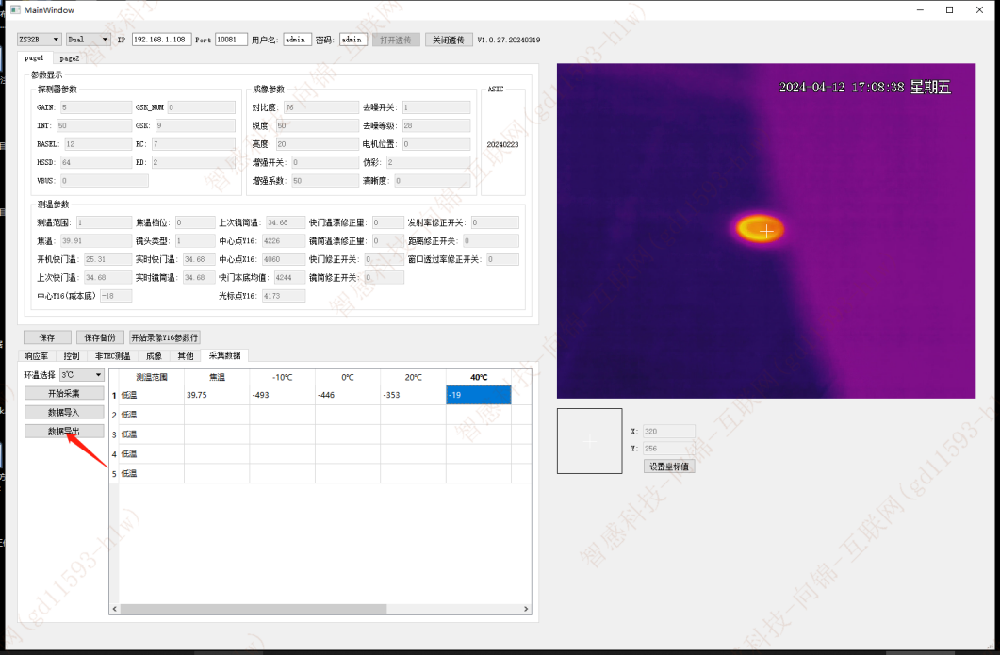 MainWindow
ZS32B Dual IP 192.168.1.108 Port 10081 用户名: admin 密码: admin 打开透传 关闭透传 V1.0.27.20240319
page1 page2
参数显示
探测器参数 成像参数 ASIC
GAIN: 5 GSK_NUM 0 对比度: 76 去噪开关: 1
INT: 50 GSK: 9 锐度: 50 去噪等级: 28
RASEL: 12 RC: 7 亮度: 20 电机位置: 0 20240223
HSSD: 64 RD: 2 增强开关: 0 伪彩: 2
VBUS: 0 增强系数: 50 清晰度: 0
测温参数
测温范围: 1 焦温档位: 0 上次镜筒温: 34.68 快门温漂修正量: 0 发射率修正开关: 0
焦温: 39.91 镜头类型: 1 中心点Y16: 4226 镜筒温漂修正量: 0 距离修正开关: 0
开机快门温: 25.31 实时快门温: 34.68 中心点X16: 4060 快门修正开关: 0 窗口透过率修正开关: 0
上次快门温: 34.68 实时镜筒温: 34.68 快门本底均值: 4244 镜筒修正开关: 0
中心Y16(减本底) -18 光标点Y16: 4173
保存 保存备份 开始录像Y16参数行
响应率 控制 非TEC测温 成像 其他 采集数据
环温选择 3℃ 测温范围 焦温 -10℃ 0℃ 20℃ 40℃
开始采集 1 低温 39.75 -493 -446 -353 -19
数据导入 2 低温
数据导出 3 低温
4 低温
5 低温
2024-04-12 17:08:38 星期五
X: 320
Y: 256
设置坐标值
智感科技-向锦-互联网(gd11593-hlw)